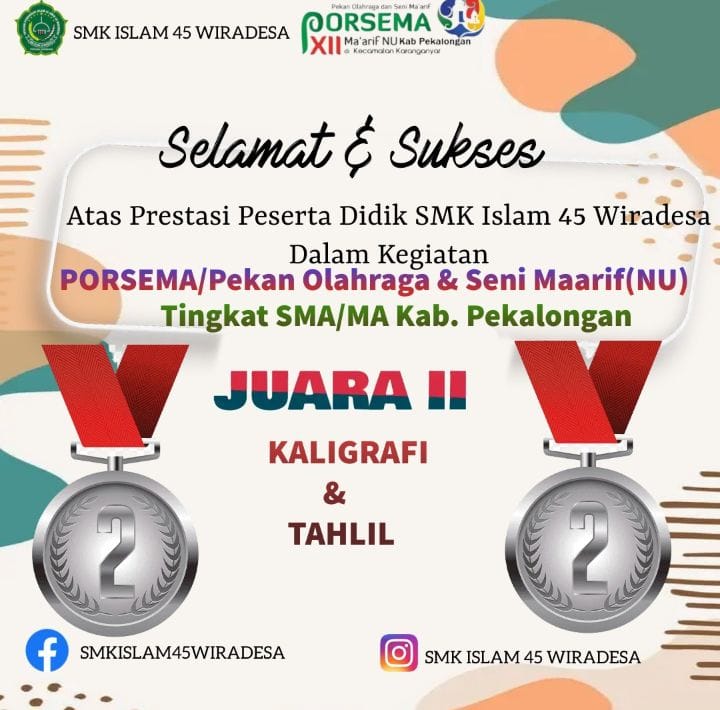 SMK ISLAM 45 WIRADESA
Pekan Olahraga dan Seni Ma'arif
PORSEMA
XII Ma'arif NU Kab Pekalongan
di Kecamatan Karanganyar
Selamat & Sukses
Atas Prestasi Peserta Didik SMK Islam 45 Wiradesa
Dalam Kegiatan
PORSEMA/Pekan Olahraga & Seni Maarif(NU)
Tingkat SMA/MA Kab. Pekalongan
JUARA II
KALIGRAFI
&
TAHLIL
2
2
SMKISLAM45WIRADESA
SMK ISLAM 45 WIRADESA